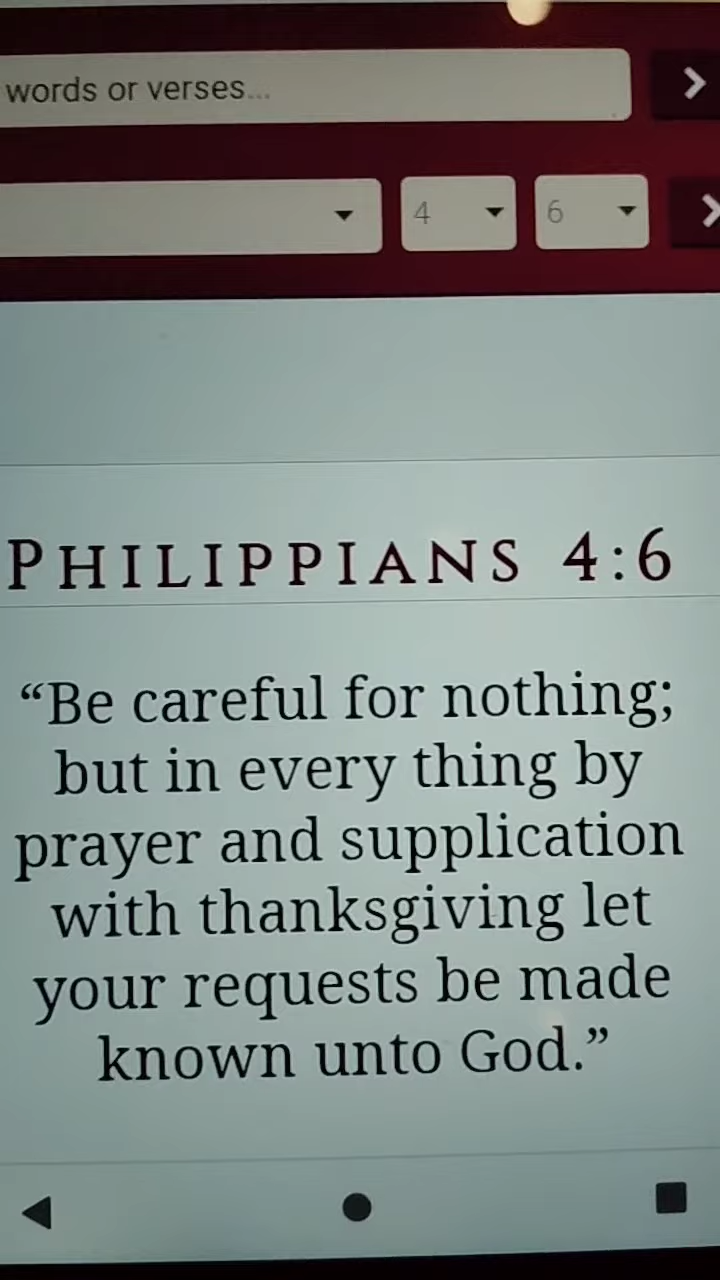 words or verses...
4 6
PHILIPPIANS 4:6
“Be careful for nothing;
but in every thing by
prayer and supplication
with thanksgiving let
your requests be made
known unto God.”